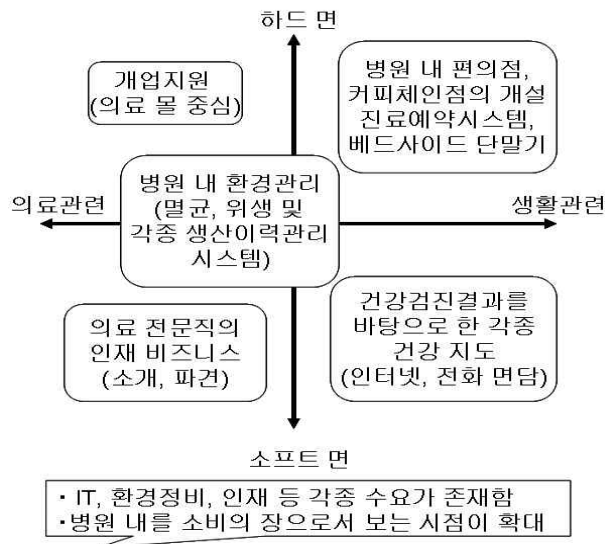 하드 면
개업지원
(의료 몰 중심)
병원 내 편의점,
커피체인점의 개설
진료예약시스템,
베드사이드 단말기
의료관련
병원 내 환경관리
(멸균, 위생 및
각종 생산이력관리
시스템)
생활관련
의료 전문직의
인재 비즈니스
(소개, 파견)
건강검진결과를
바탕으로 한 각종
건강 지도
(인터넷, 전화 면담)
소프트 면
· IT, 환경정비, 인재 등 각종 수요가 존재함
·병원 내를 소비의 장으로서 보는 시점이 확대